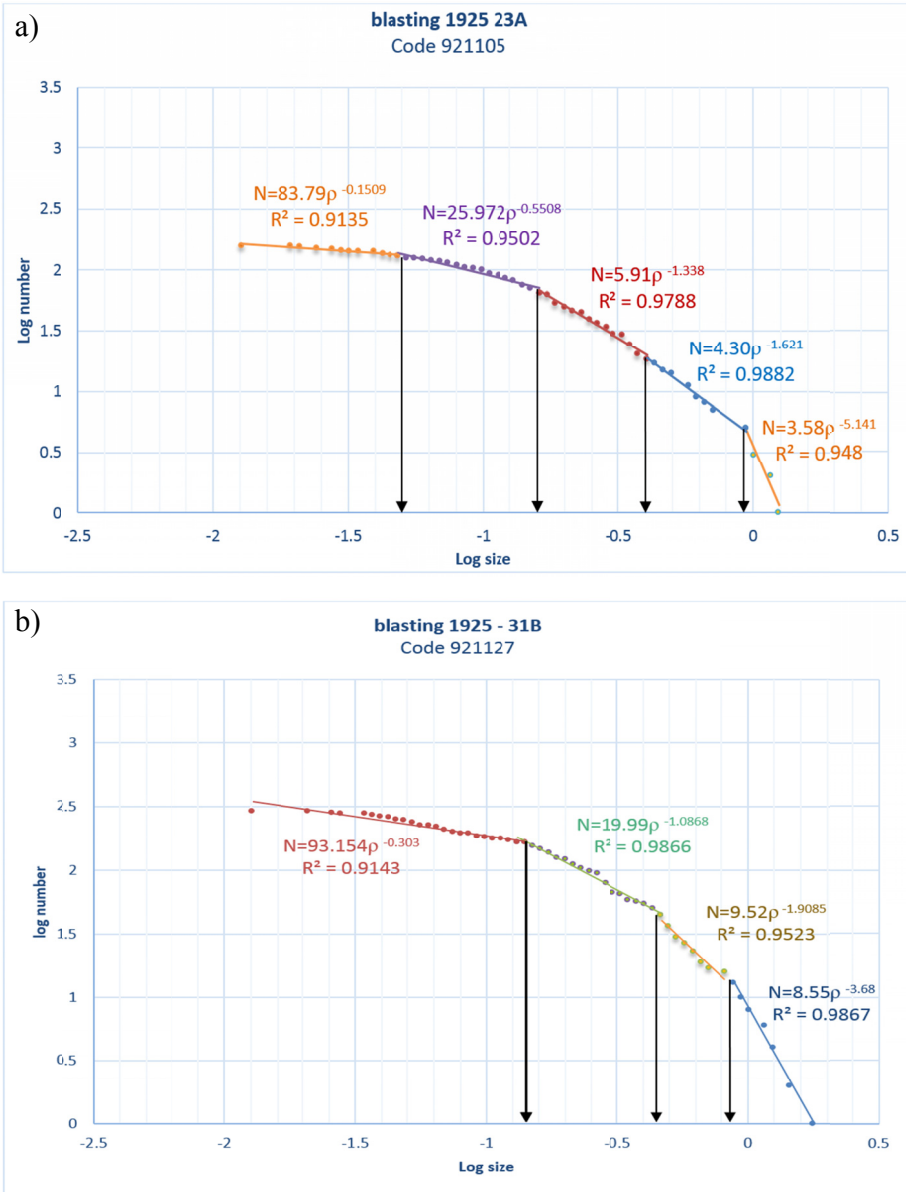 a)
blasting 1925 23A
Code 921105
3.5
3
2.5
2
1.5
1
0.5
0
Log number
N=83.79ρ -0.1509
R² = 0.9135
N=25.972ρ-0.5508
R² = 0.9502
N=5.91ρ -1.338
R² = 0.9788
N=4.30ρ -1.621
R² = 0.9882
N=3.58ρ -5.141
R² = 0.948
-2.5 -2 -1.5 -1 -0.5 0 0.5
Log size
b)
blasting 1925 - 31B
Code 921127
3.5
3
2.5
2
1.5
1
0.5
0
log number
N=93.154ρ -0.303
R² = 0.9143
N=19.99ρ -1.0868
R² = 0.9866
N=9.52ρ -1.9085
R² = 0.9523
N=8.55ρ -3.68
R² = 0.9867
-2.5 -2 -1.5 -1 -0.5 0 0.5
Log size